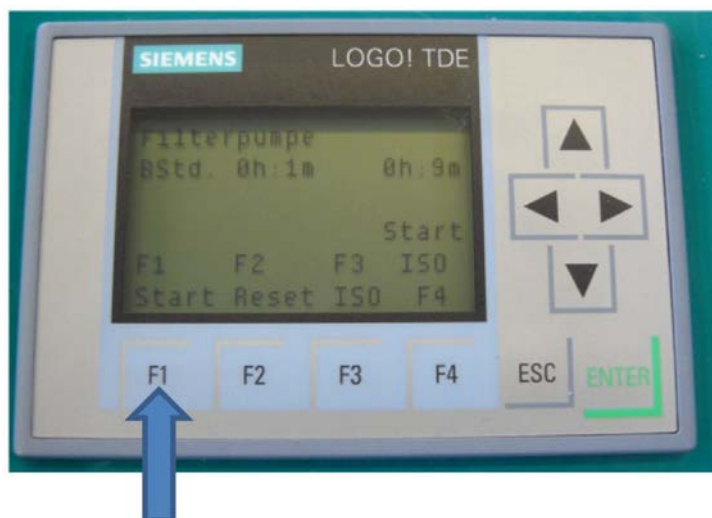 SIEMENS LOGO! TDE
Filterpumpe
BStd. 0h:1m 0h:9m
Start
F1 F2 F3 ISO
Start Reset ISO F4
F1 F2 F3 F4 ESC ENTER